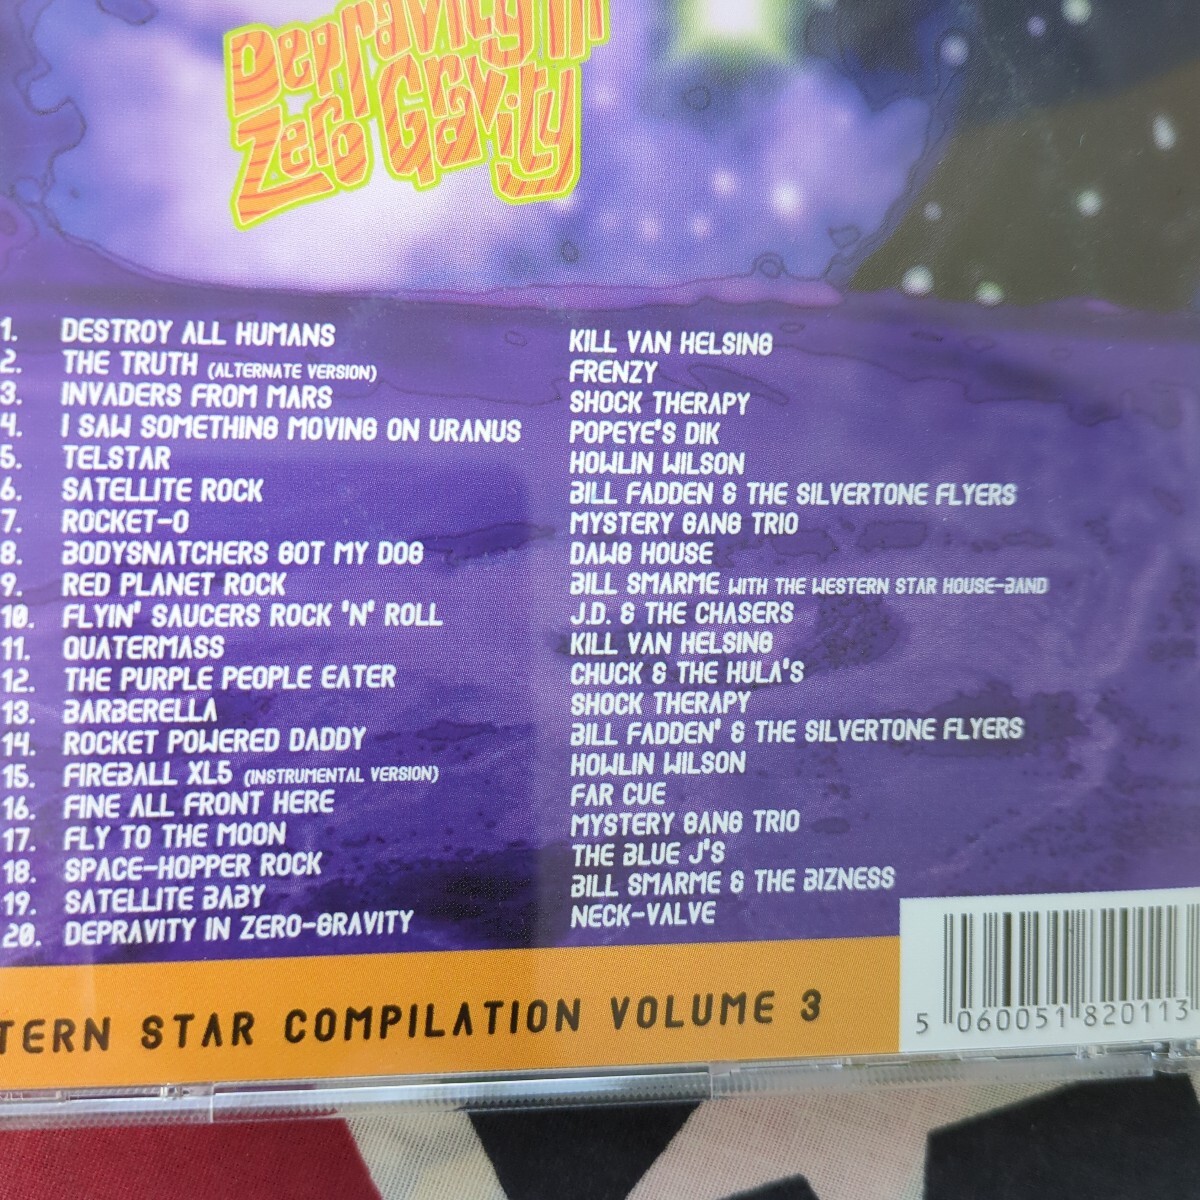 Depravity in
Zero Gravity
1. DESTROY ALL HUMANS KILL VAN HELSING
2. THE TRUTH (ALTERNATE VERSION) FRENZY
3. INVADERS FROM MARS SHOCK THERAPY
4. I SAW SOMETHING MOVING ON URANUS POPEYE'S DIK
5. TELSTAR HOWLIN WILSON
6. SATELLITE ROCK BILL FADDEN & THE SILVERTONE FLYERS
7. ROCKET-O MYSTERY GANG TRIO
8. BODYSNATCHERS GOT MY DOG DAWG HOUSE
9. RED PLANET ROCK BILL SMARME WITH THE WESTERN STAR HOUSE-BAND
10. FLYIN' SAUCERS ROCK 'N' ROLL J.D. & THE CHASERS
11. QUATERMASS KILL VAN HELSING
12. THE PURPLE PEOPLE EATER CHUCK & THE HULA'S
13. BARBERELLA SHOCK THERAPY
14. ROCKET POWERED DADDY BILL FADDEN' & THE SILVERTONE FLYERS
15. FIREBALL XL5 (INSTRUMENTAL VERSION) HOWLIN WILSON
16. FINE ALL FRONT HERE FAR CUE
17. FLY TO THE MOON MYSTERY GANG TRIO
18. SPACE-HOPPER ROCK THE BLUE J'S
19. SATELLITE BABY BILL SMARME & THE BIZNESS
20. DEPRAVITY IN ZERO-GRAVITY NECK-VALVE
TERN STAR COMPILATION VOLUME 3
5 060051 820113